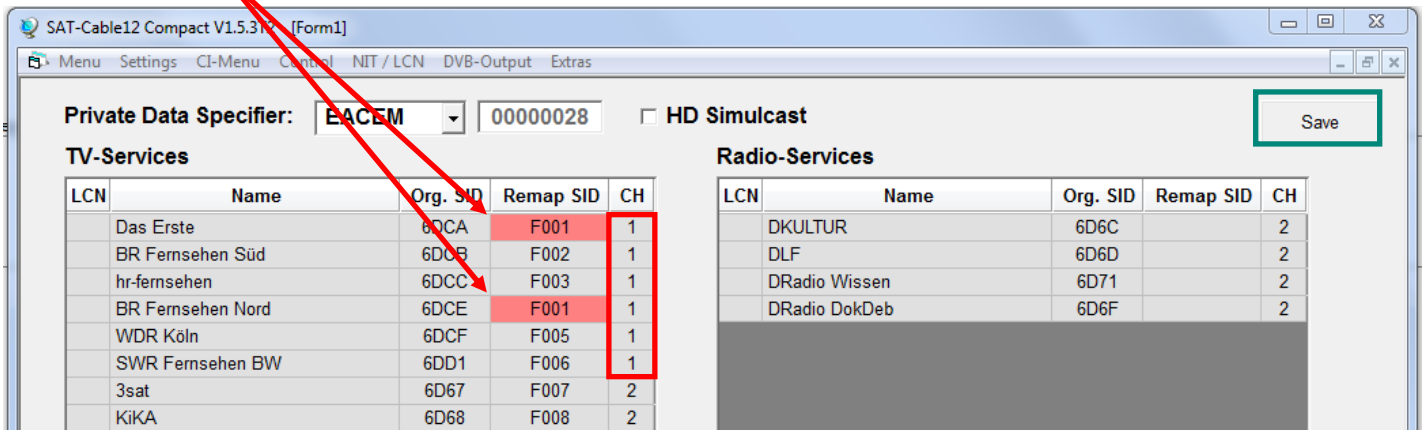 SAT-Cable12 Compact V1.5.3T2 - [Form1]
Menu Settings CI-Menu Control NIT / LCN DVB-Output Extras
Private Data Specifier: EACEM 00000028 HD Simulcast Save
TV-Services Radio-Services
LCN Name Org. SID Remap SID CH LCN Name Org. SID Remap SID CH
Das Erste 6DCA F001 1 DKULTUR 6D6C 2
BR Fernsehen Süd 6DCB F002 1 DLF 6D6D 2
hr-fernsehen 6DCC F003 1 DRadio Wissen 6D71 2
BR Fernsehen Nord 6DCE F001 1 DRadio DokDeb 6D6F 2
WDR Köln 6DCF F005 1
SWR Fernsehen BW 6DD1 F006 1
3sat 6D67 F007 2
KiKA 6D68 F008 2